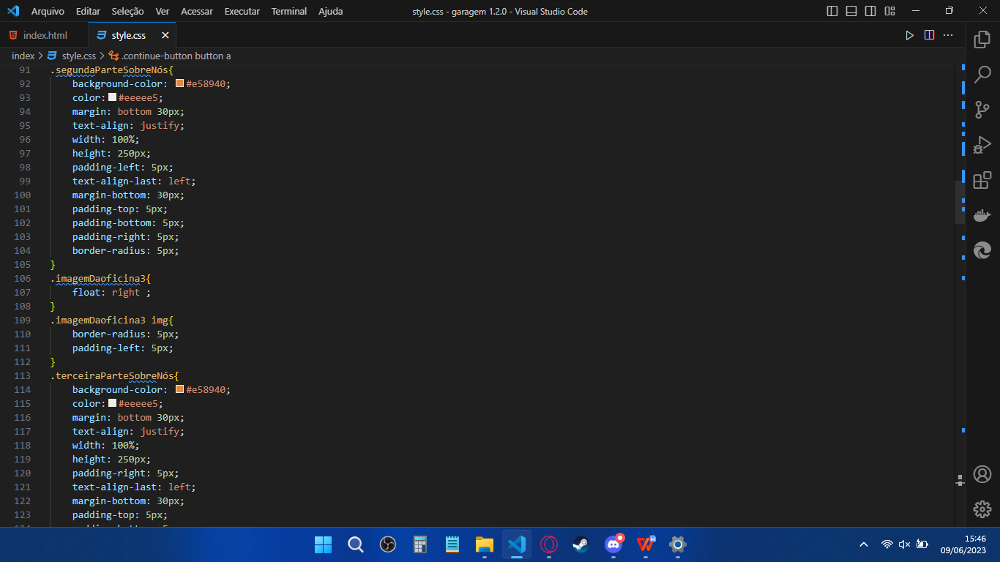 Arquivo Editar Seleção Ver Acessar Executar Terminal Ajuda style.css - garagem 1.2.0 - Visual Studio Code
index.html style.css
index > style.css > .continue-button button a
91 .segundaParteSobreNós{
92 background-color: #e58940;
93 color: #eeeee5;
94 margin: bottom 30px;
95 text-align: justify;
96 width: 100%;
97 height: 250px;
98 padding-left: 5px;
99 text-align-last: left;
100 margin-bottom: 30px;
101 padding-top: 5px;
102 padding-bottom: 5px;
103 padding-right: 5px;
104 border-radius: 5px;
105 }
106 .imagemDaoficina3{
107 float: right ;
108 }
109 .imagemDaoficina3 img{
110 border-radius: 5px;
111 padding-left: 5px;
112 }
113 .terceiraParteSobreNós{
114 background-color: #e58940;
115 color: #eeeee5;
116 margin: bottom 30px;
117 text-align: justify;
118 width: 100%;
119 height: 250px;
120 padding-right: 5px;
121 text-align-last: left;
122 margin-bottom: 30px;
123 padding-top: 5px;
15:46
09/06/2023